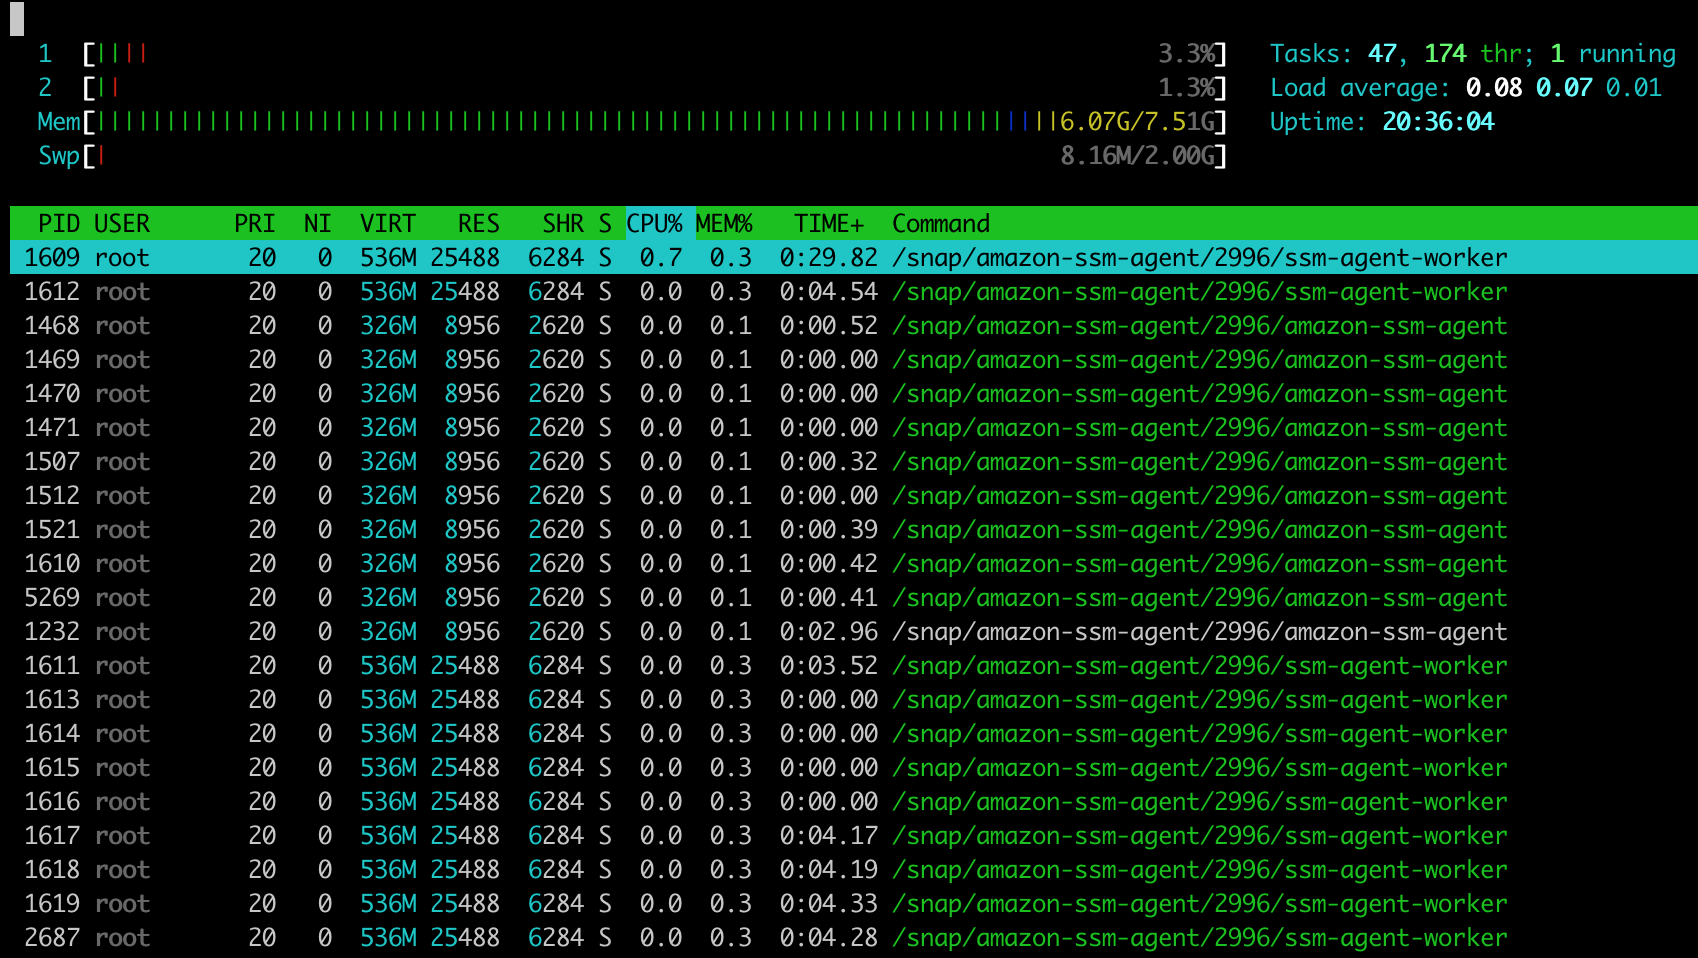 1 [|||| 3.3%] Tasks: 47, 174 thr; 1 running
2 [|| 1.3%] Load average: 0.08 0.07 0.01
Mem[||||||||||||||||||||||||||||||||||||||||||||||||||||||||||||||||||||6.07G/7.51G] Uptime: 20:36:04
Swp[| 8.16M/2.00G]
PID USER PRI NI VIRT RES SHR S CPU% MEM% TIME+ Command
1609 root 20 0 536M 25488 6284 S 0.7 0.3 0:29.82 /snap/amazon-ssm-agent/2996/ssm-agent-worker
1612 root 20 0 536M 25488 6284 S 0.0 0.3 0:04.54 /snap/amazon-ssm-agent/2996/ssm-agent-worker
1468 root 20 0 326M 8956 2620 S 0.0 0.1 0:00.52 /snap/amazon-ssm-agent/2996/amazon-ssm-agent
1469 root 20 0 326M 8956 2620 S 0.0 0.1 0:00.00 /snap/amazon-ssm-agent/2996/amazon-ssm-agent
1470 root 20 0 326M 8956 2620 S 0.0 0.1 0:00.00 /snap/amazon-ssm-agent/2996/amazon-ssm-agent
1471 root 20 0 326M 8956 2620 S 0.0 0.1 0:00.00 /snap/amazon-ssm-agent/2996/amazon-ssm-agent
1507 root 20 0 326M 8956 2620 S 0.0 0.1 0:00.32 /snap/amazon-ssm-agent/2996/amazon-ssm-agent
1512 root 20 0 326M 8956 2620 S 0.0 0.1 0:00.00 /snap/amazon-ssm-agent/2996/amazon-ssm-agent
1521 root 20 0 326M 8956 2620 S 0.0 0.1 0:00.39 /snap/amazon-ssm-agent/2996/amazon-ssm-agent
1610 root 20 0 326M 8956 2620 S 0.0 0.1 0:00.42 /snap/amazon-ssm-agent/2996/amazon-ssm-agent
5269 root 20 0 326M 8956 2620 S 0.0 0.1 0:00.41 /snap/amazon-ssm-agent/2996/amazon-ssm-agent
1232 root 20 0 326M 8956 2620 S 0.0 0.1 0:02.96 /snap/amazon-ssm-agent/2996/amazon-ssm-agent
1611 root 20 0 536M 25488 6284 S 0.0 0.3 0:03.52 /snap/amazon-ssm-agent/2996/ssm-agent-worker
1613 root 20 0 536M 25488 6284 S 0.0 0.3 0:00.00 /snap/amazon-ssm-agent/2996/ssm-agent-worker
1614 root 20 0 536M 25488 6284 S 0.0 0.3 0:00.00 /snap/amazon-ssm-agent/2996/ssm-agent-worker
1615 root 20 0 536M 25488 6284 S 0.0 0.3 0:00.00 /snap/amazon-ssm-agent/2996/ssm-agent-worker
1616 root 20 0 536M 25488 6284 S 0.0 0.3 0:00.00 /snap/amazon-ssm-agent/2996/ssm-agent-worker
1617 root 20 0 536M 25488 6284 S 0.0 0.3 0:04.17 /snap/amazon-ssm-agent/2996/ssm-agent-worker
1618 root 20 0 536M 25488 6284 S 0.0 0.3 0:04.19 /snap/amazon-ssm-agent/2996/ssm-agent-worker
1619 root 20 0 536M 25488 6284 S 0.0 0.3 0:04.33 /snap/amazon-ssm-agent/2996/ssm-agent-worker
2687 root 20 0 536M 25488 6284 S 0.0 0.3 0:04.28 /snap/amazon-ssm-agent/2996/ssm-agent-worker